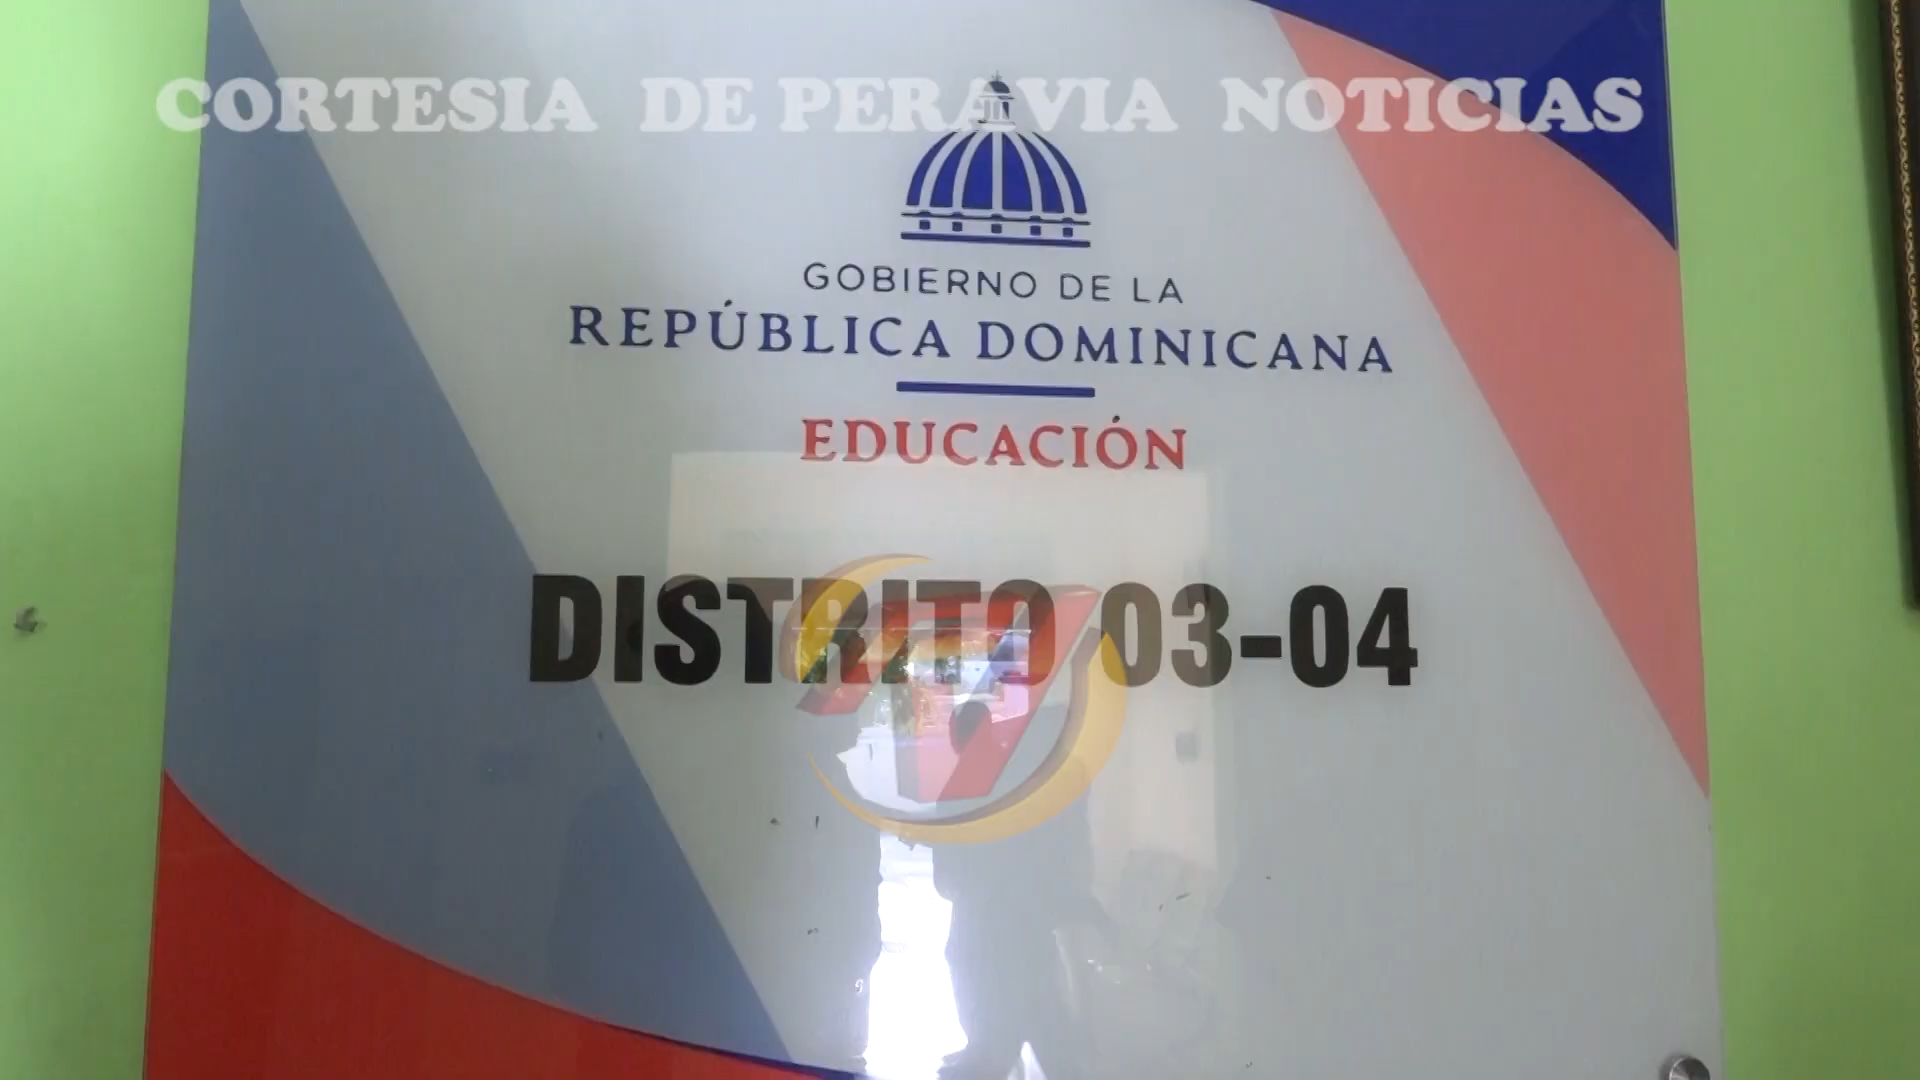 CORTESIA DE PERAVIA NOTICIAS
GOBIERNO DE LA
REPÚBLICA DOMINICANA
EDUCACIÓN
DISTRITO 03-04